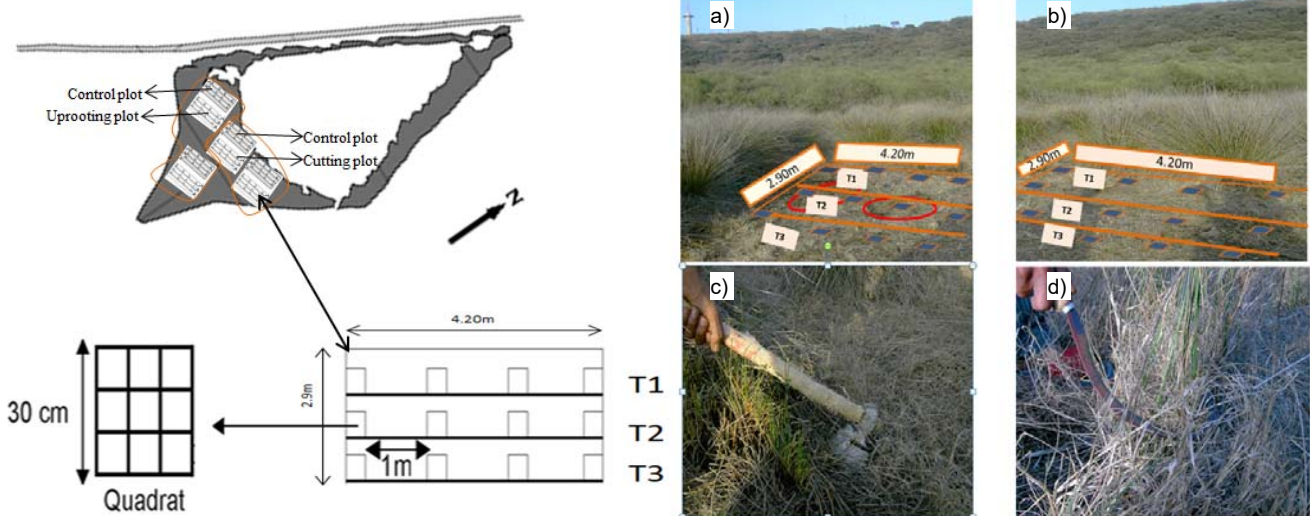 Control plot
Uprooting plot
Control plot
Cutting plot
N
4.20m
2.9m
T1
T2
T3
1m
30 cm
Quadrat
a)
4.20m
2.90m
T1
T2
T3
b)
4.20m
2.90m
T1
T2
T3
c)
d)